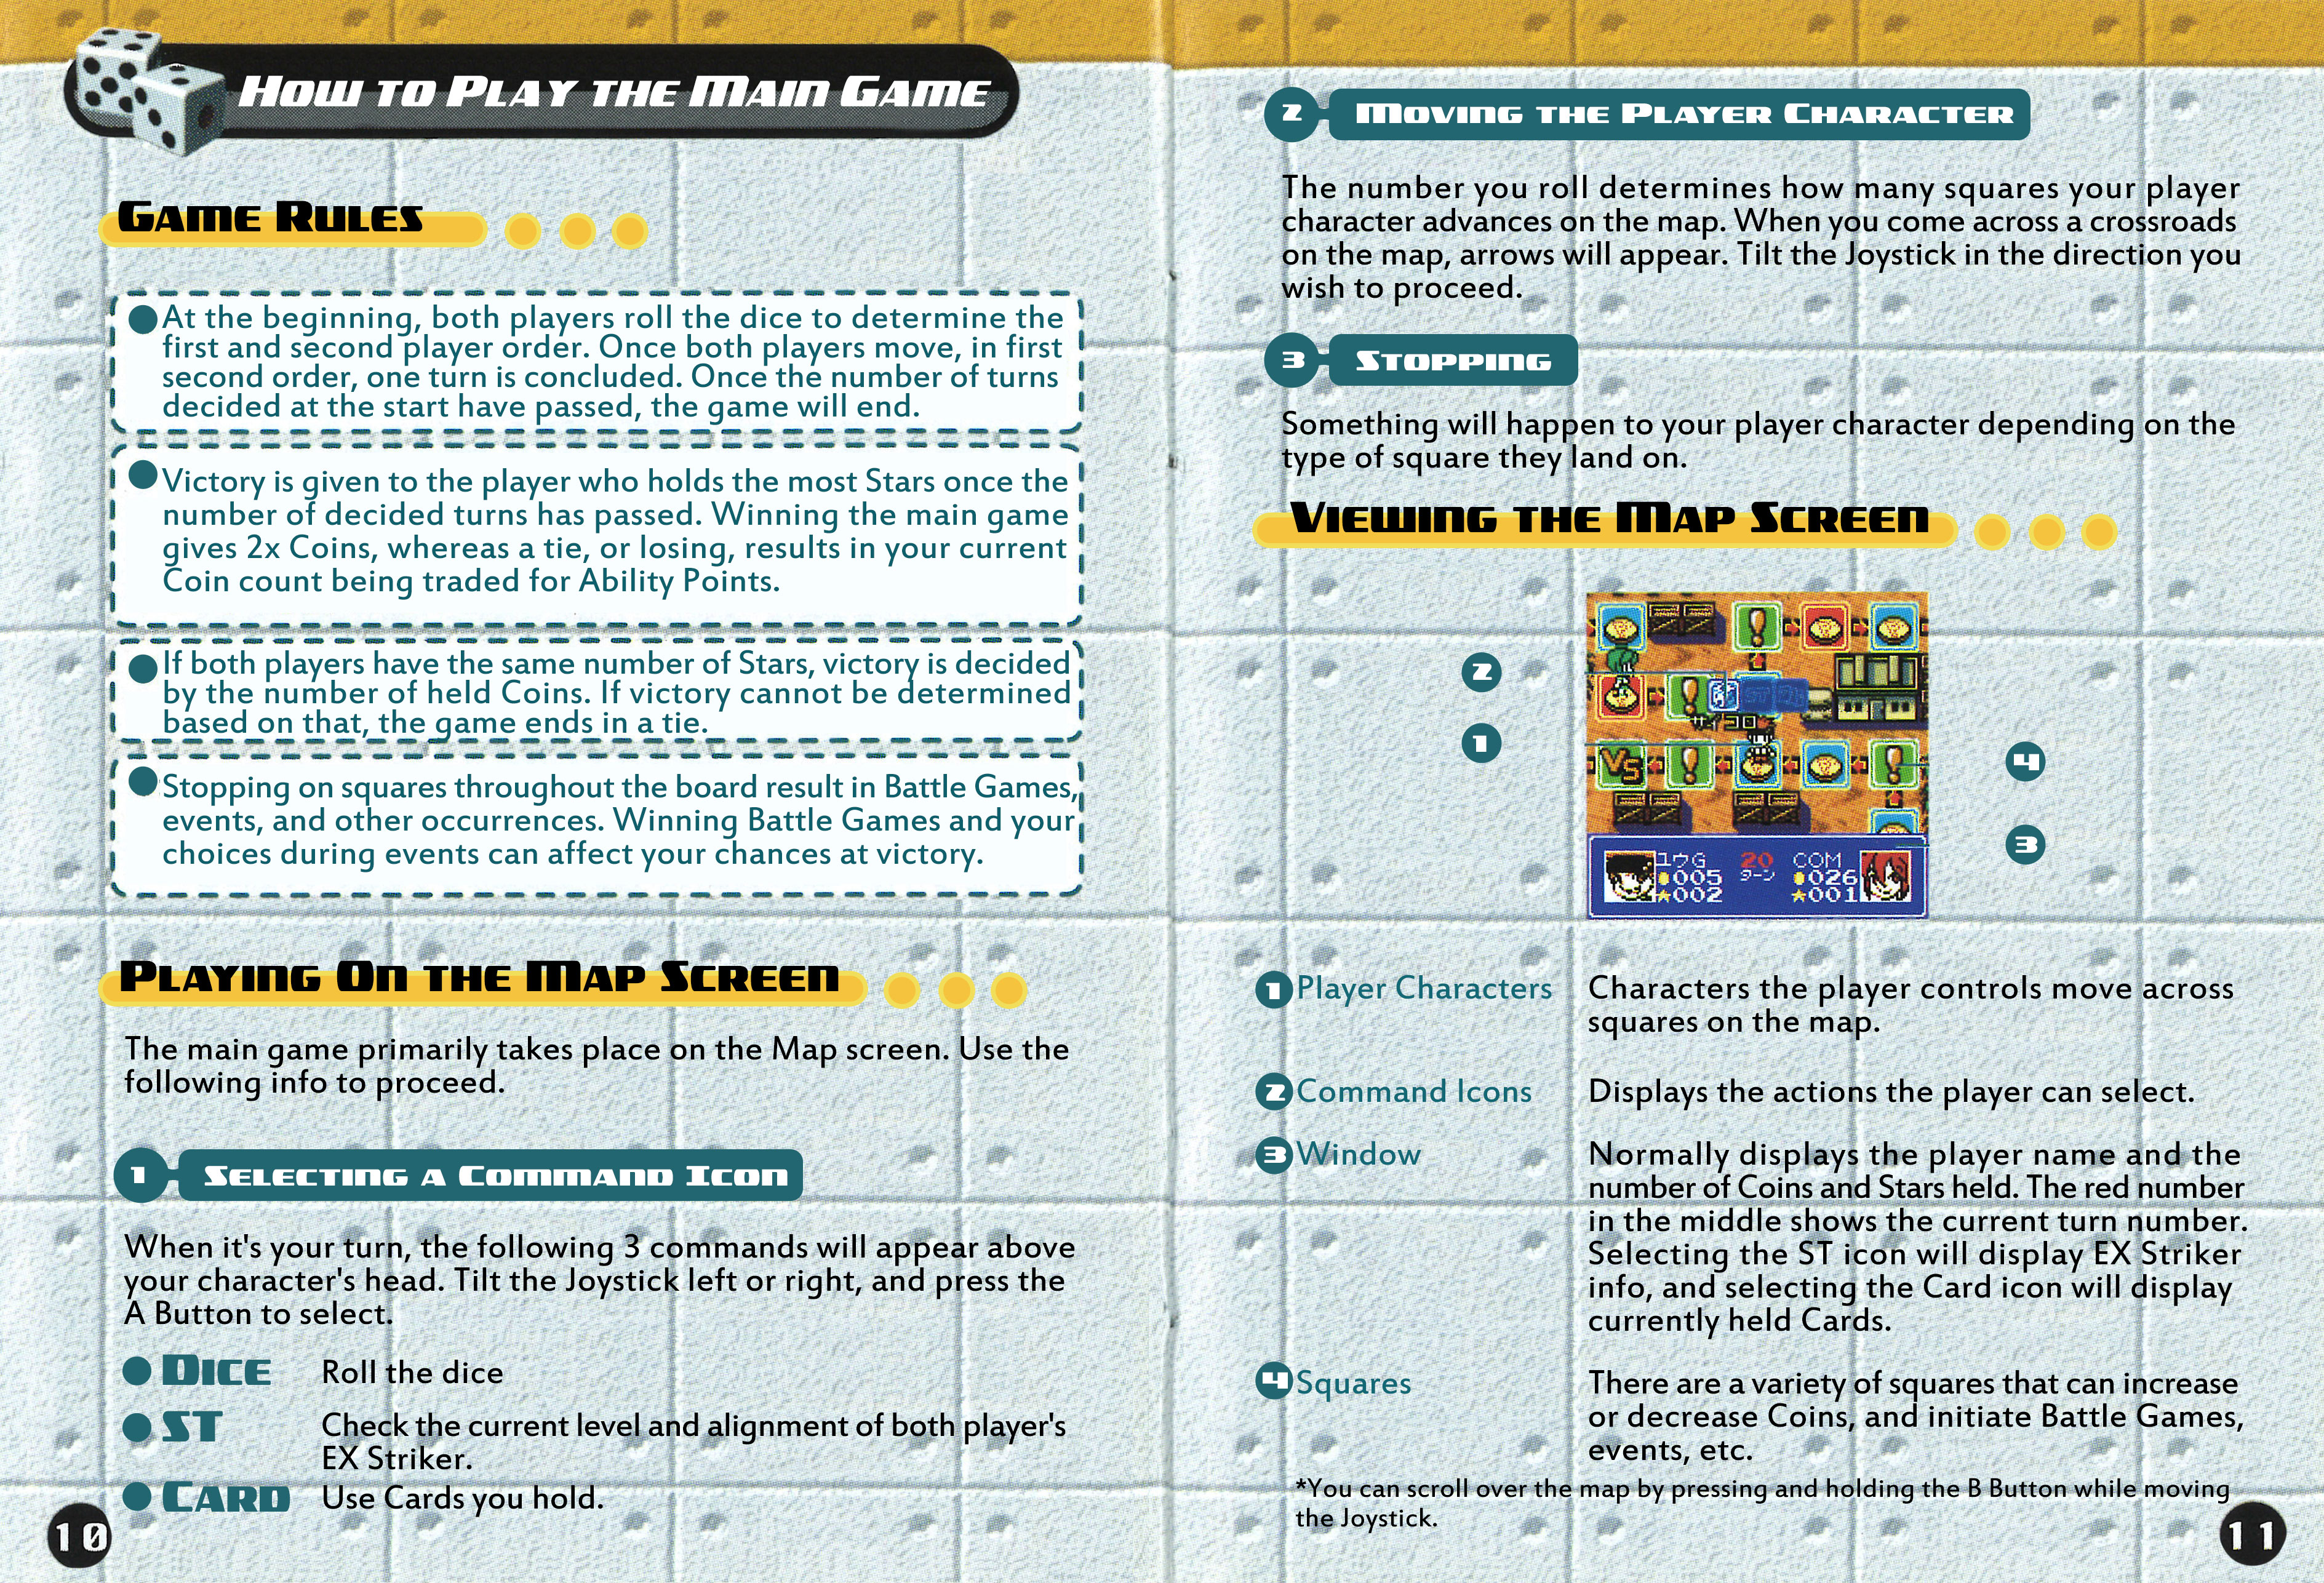 How to Play the Main Game
Game Rules
At the beginning, both players roll the dice to determine the
first and second player order. Once both players move, in first
second order, one turn is concluded. Once the number of turns
decided at the start have passed, the game will end.
Victory is given to the player who holds the most Stars once the
number of decided turns has passed. Winning the main game
gives 2x Coins, whereas a tie, or losing, results in your current
Coin count being traded for Ability Points.
If both players have the same number of Stars, victory is decided
by the number of held Coins. If victory cannot be determined
based on that, the game ends in a tie.
Stopping on squares throughout the board result in Battle Games,
events, and other occurrences. Winning Battle Games and your
choices during events can affect your chances at victory.
Playing On the Map Screen
The main game primarily takes place on the Map screen. Use the
following info to proceed.
1 Selecting a Command Icon
When it's your turn, the following 3 commands will appear above
your character's head. Tilt the Joystick left or right, and press the
A Button to select.
Dice Roll the dice
ST Check the current level and alignment of both player's
EX Striker.
Card Use Cards you hold.
10
2 Moving the Player Character
The number you roll determines how many squares your player
character advances on the map. When you come across a crossroads
on the map, arrows will appear. Tilt the Joystick in the direction you
wish to proceed.
3 Stopping
Something will happen to your player character depending on the
type of square they land on.
Viewing the Map Screen
2
1
4
3
サイコロ
VS
ユウG 20 COM
005 ターン 026
002 001
1 Player Characters Characters the player controls move across
squares on the map.
2 Command Icons Displays the actions the player can select.
3 Window Normally displays the player name and the
number of Coins and Stars held. The red number
in the middle shows the current turn number.
Selecting the ST icon will display EX Striker
info, and selecting the Card icon will display
currently held Cards.
4 Squares There are a variety of squares that can increase
or decrease Coins, and initiate Battle Games,
events, etc.
*You can scroll over the map by pressing and holding the B Button while moving
the Joystick.
11